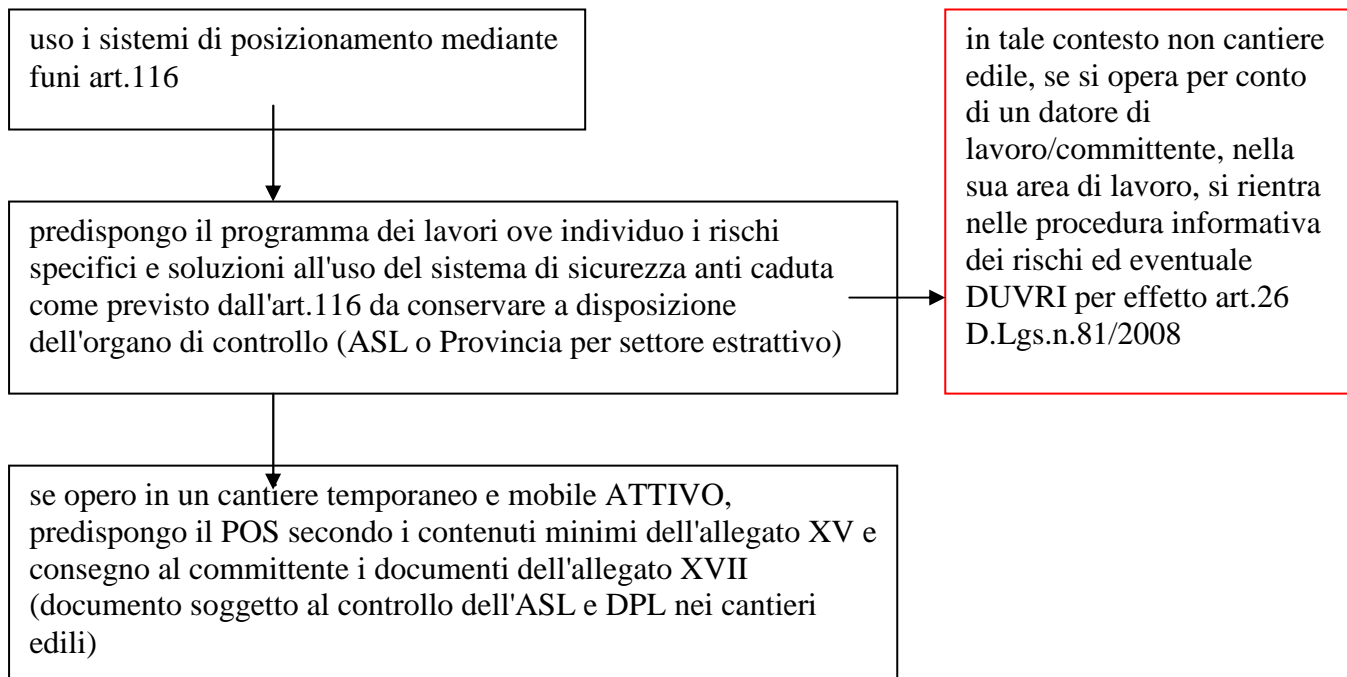 uso i sistemi di posizionamento mediante
funi art.116
in tale contesto non cantiere
edile, se si opera per conto
di un datore di
lavoro/committente, nella
sua area di lavoro, si rientra
nelle procedura informativa
dei rischi ed eventuale
DUVRI per effetto art.26
D.Lgs.n.81/2008
predispongo il programma dei lavori ove individuo i rischi
specifici e soluzioni all'uso del sistema di sicurezza anti caduta
come previsto dall'art.116 da conservare a disposizione
dell'organo di controllo (ASL o Provincia per settore estrattivo)
se opero in un cantiere temporaneo e mobile ATTIVO,
predispongo il POS secondo i contenuti minimi dell'allegato XV e
consegno al committente i documenti dell'allegato XVII
(documento soggetto al controllo dell'ASL e DPL nei cantieri
edili)